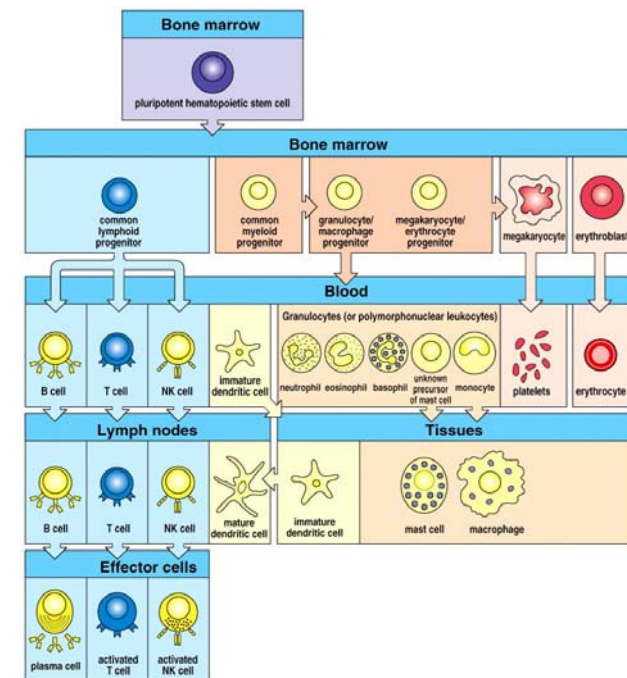 Bone marrow
pluripotent hematopoietic stem cell
Bone marrow
common
lymphoid
progenitor
common
myeloid
progenitor
granulocyte/
macrophage
progenitor
megakaryocyte/
erythrocyte
progenitor
megakaryocyte
erythroblast
Blood
B cell
T cell
NK cell
immature
dendritic cell
Granulocytes (or polymorphonuclear leukocytes)
neutrophil
eosinophil
basophil
unknown
precursor
of mast cell
monocyte
platelets
erythrocyte
Lymph nodes
B cell
T cell
NK cell
mature
dendritic cell
Tissues
immature
dendritic cell
mast cell
macrophage
Effector cells
plasma cell
activated
T cell
activated
NK cell